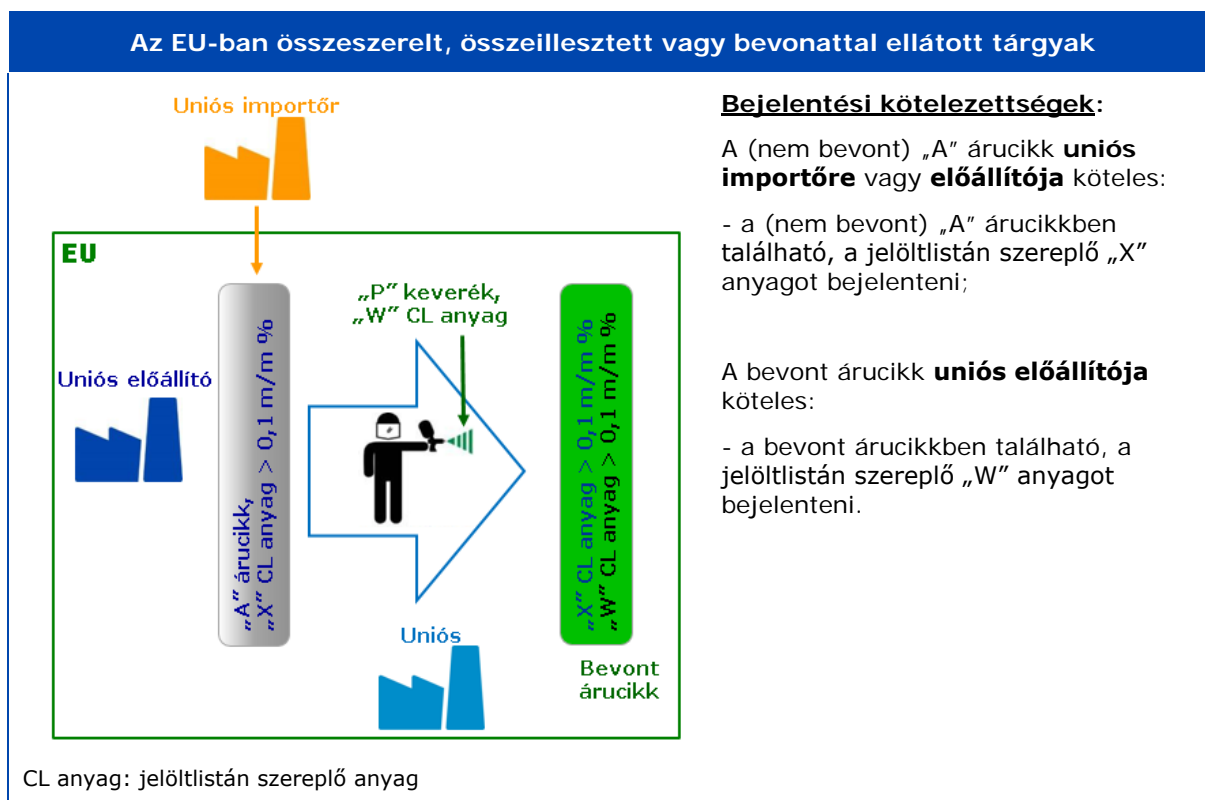 Az EU-ban összeszerelt, összeillesztett vagy bevonattal ellátott tárgyak
Uniós importőr
EU
Uniós előállító
„A” árucikk,
„X” CL anyag > 0,1 m/m %
„P” keverék,
„W” CL anyag
Uniós
„X” CL anyag > 0,1 m/m %
„W” CL anyag > 0,1 m/m %
Bevont
árucikk
Bejelentési kötelezettségek:
A (nem bevont) „A” árucikk uniós
importőre vagy előállítója köteles:
- a (nem bevont) „A” árucikkben
található, a jelöltlistán szereplő „X”
anyagot bejelenteni;
A bevont árucikk uniós előállítója
köteles:
- a bevont árucikkben található, a
jelöltlistán szereplő „W” anyagot
bejelenteni.
CL anyag: jelöltlistán szereplő anyag